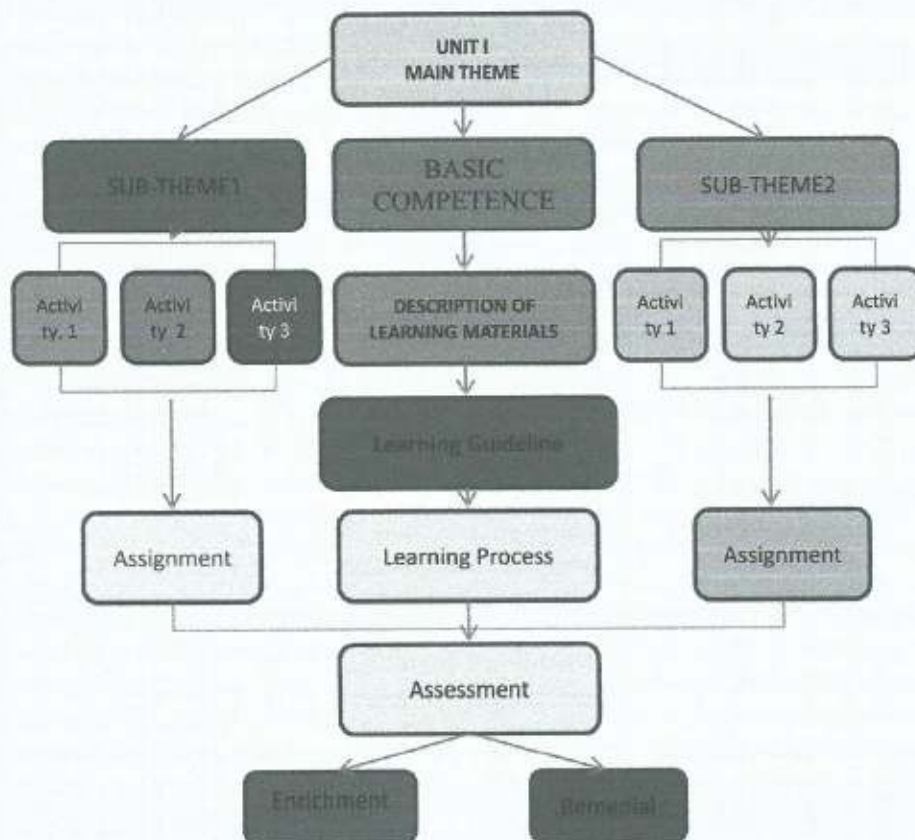 UNIT I
MAIN THEME
SUB-THEME1
BASIC
COMPETENCE
SUB-THEME2
Activi
ty, 1
Activi
ty 2
Activi
ty 3
DESCRIPTION OF
LEARNING MATERIALS
Activi
ty 1
Activi
ty 2
Activi
ty 3
Learning Guideline
Assignment
Learning Process
Assignment
Assessment
Enrichment
Remedial